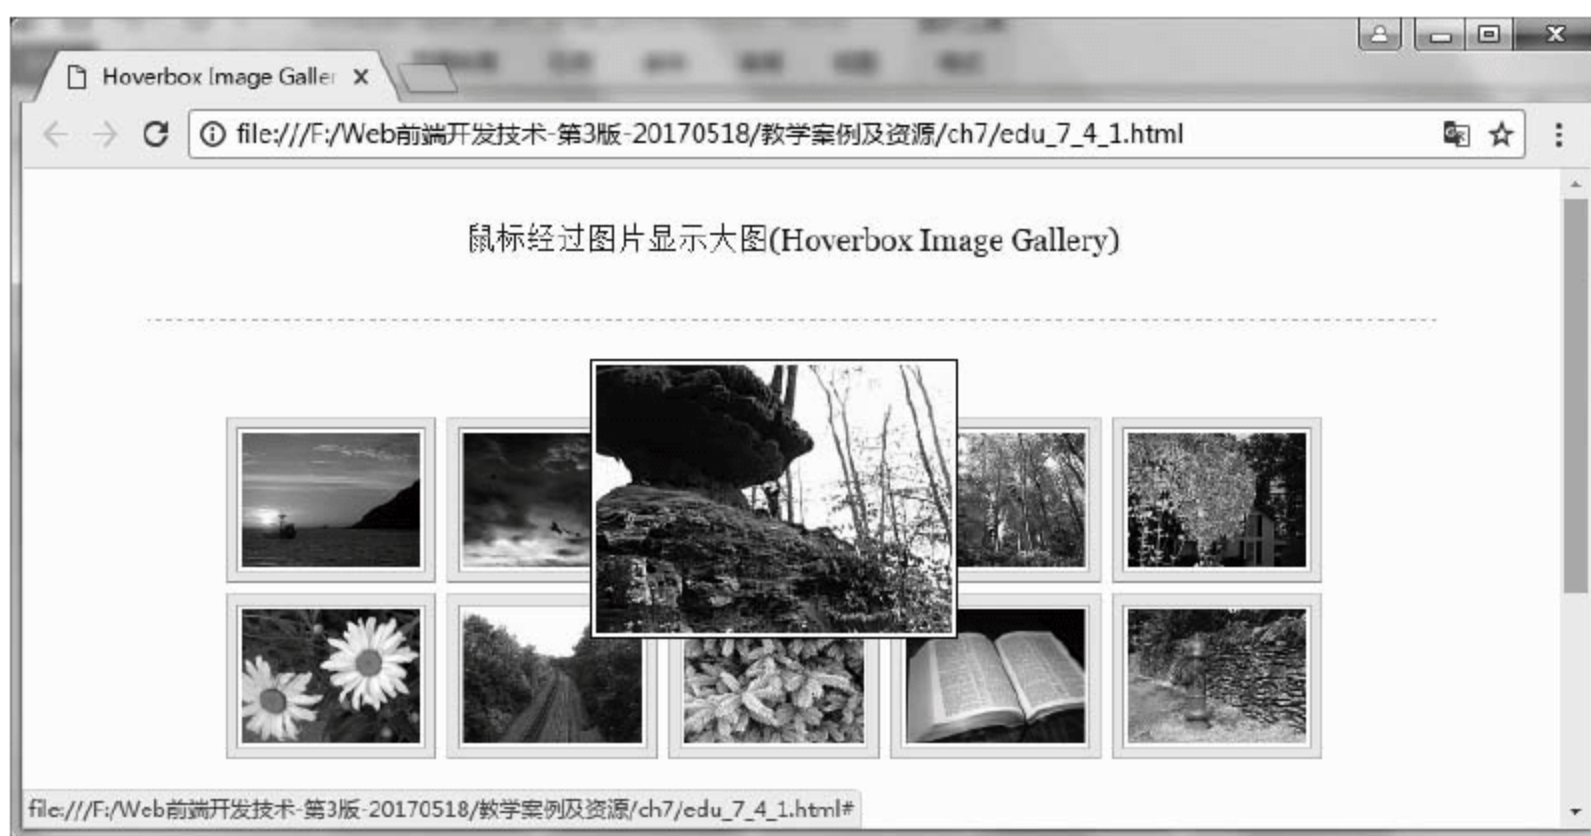 Hoverbox Image Galler
file:///F:/Web前端开发技术-第3版-20170518/教学案例及资源/ch7/edu_7_4_1.html
鼠标经过图片显示大图(Hoverbox Image Gallery)
file:///F:/Web前端开发技术-第3版-20170518/教学案例及资源/ch7/edu_7_4_1.html#